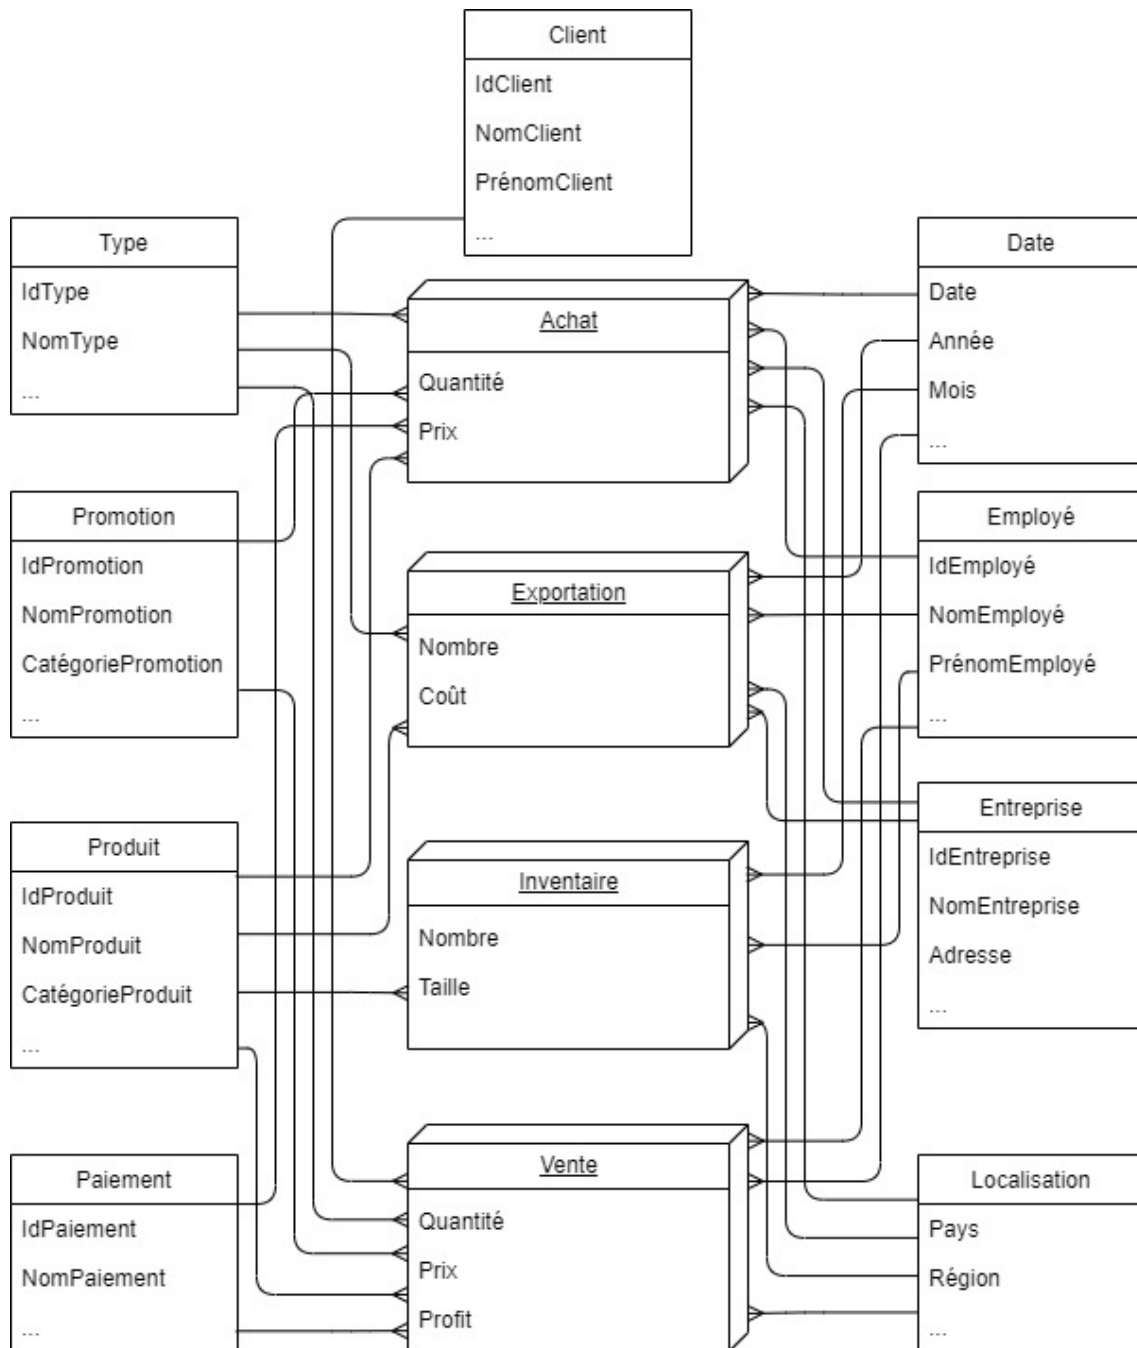 Client
IdClient
NomClient
PrénomClient
...
Type
IdType
NomType
...
Achat
Quantité
Prix
Date
Date
Année
Mois
...
Promotion
IdPromotion
NomPromotion
CatégoriePromotion
...
Exportation
Nombre
Coût
Employé
IdEmployé
NomEmployé
PrénomEmployé
...
Produit
IdProduit
NomProduit
CatégorieProduit
...
Inventaire
Nombre
Taille
Entreprise
IdEntreprise
NomEntreprise
Adresse
...
Paiement
IdPaiement
NomPaiement
...
Vente
Quantité
Prix
Profit
Localisation
Pays
Région
...